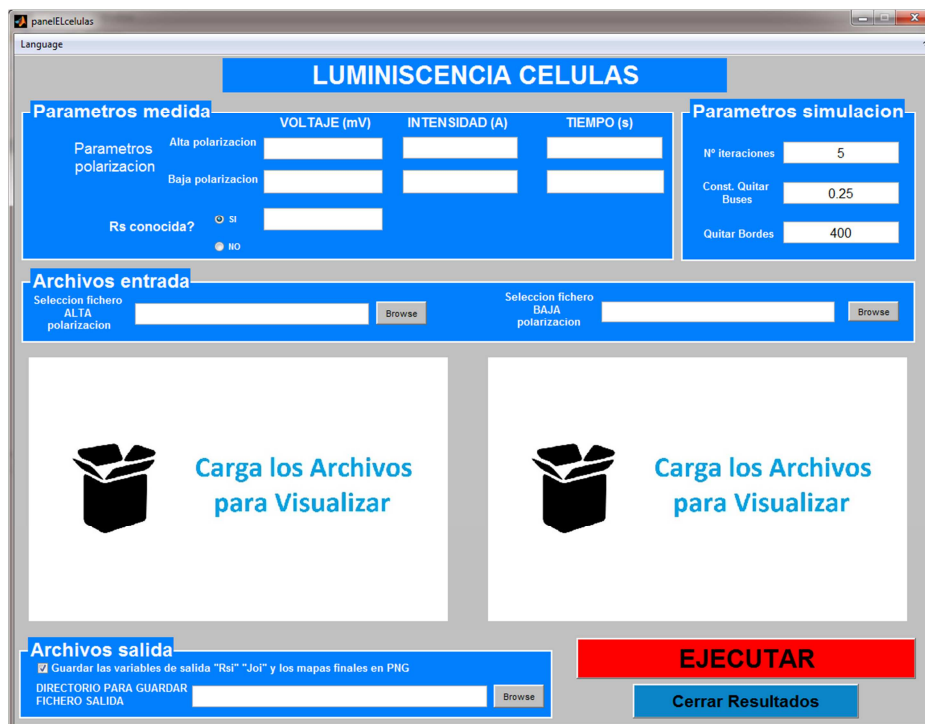 panelELcelulas
Language
LUMINISCENCIA CELULAS
Parametros medida
VOLTAJE (mV)
INTENSIDAD (A)
TIEMPO (s)
Parametros
polarizacion
Alta polarizacion
Baja polarizacion
Rs conocida?
SI
NO
Parametros simulacion
Nº iteraciones
5
Const. Quitar
Buses
0.25
Quitar Bordes
400
Archivos entrada
Seleccion fichero
ALTA
polarizacion
Browse
Seleccion fichero
BAJA
polarizacion
Browse
Carga los Archivos
para Visualizar
Carga los Archivos
para Visualizar
Archivos salida
Guardar las variables de salida "Rsi" "Joi" y los mapas finales en PNG
DIRECTORIO PARA GUARDAR
FICHERO SALIDA
Browse
EJECUTAR
Cerrar Resultados